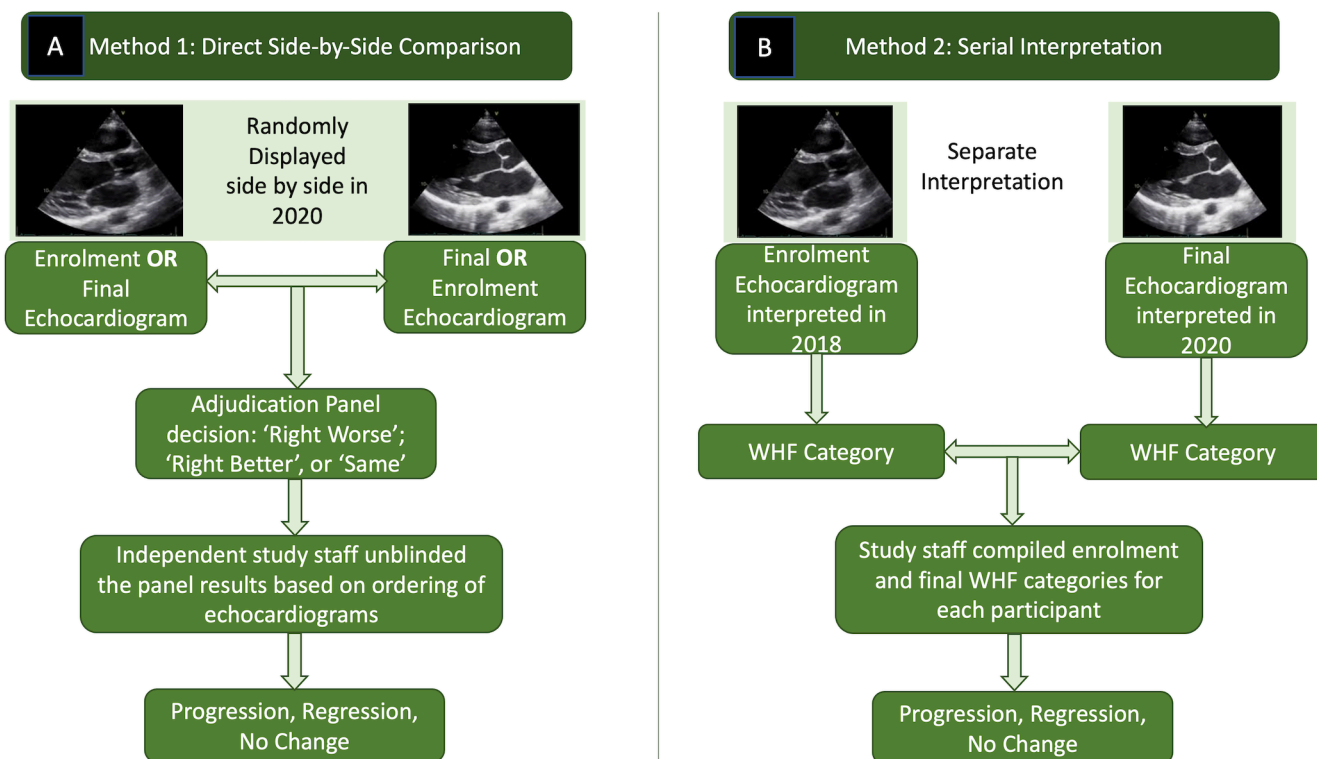 A
Method 1: Direct Side-by-Side Comparison
Randomly
Displayed
side by side in
2020
Enrolment OR
Final
Echocardiogram
Final OR
Enrolment
Echocardiogram
Adjudication Panel
decision: ‘Right Worse’;
‘Right Better’, or ‘Same’
Independent study staff unblinded
the panel results based on ordering of
echocardiograms
Progression, Regression,
No Change
B
Method 2: Serial Interpretation
Separate
Interpretation
Enrolment
Echocardiogram
interpreted in
2018
Final
Echocardiogram
interpreted in
2020
WHF Category
WHF Category
Study staff compiled enrolment
and final WHF categories for
each participant
Progression, Regression,
No Change